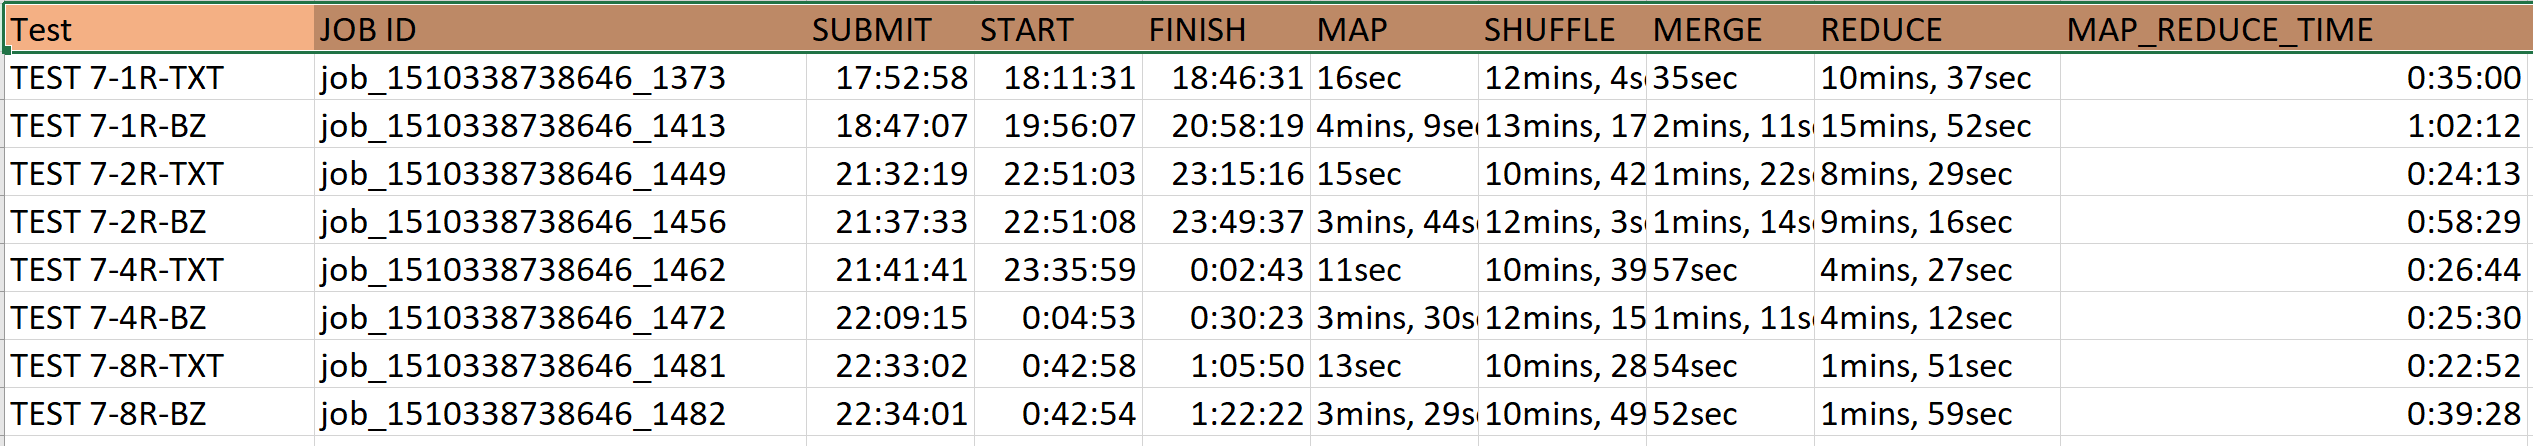 Test JOB ID SUBMIT START FINISH MAP SHUFFLE MERGE REDUCE MAP_REDUCE_TIME
TEST 7-1R-TXT job_1510338738646_1373 17:52:58 18:11:31 18:46:31 16sec 12mins, 4s 35sec 10mins, 37sec 0:35:00
TEST 7-1R-BZ job_1510338738646_1413 18:47:07 19:56:07 20:58:19 4mins, 9sec 13mins, 17 2mins, 11s 15mins, 52sec 1:02:12
TEST 7-2R-TXT job_1510338738646_1449 21:32:19 22:51:03 23:15:16 15sec 10mins, 42 1mins, 22s 8mins, 29sec 0:24:13
TEST 7-2R-BZ job_1510338738646_1456 21:37:33 22:51:08 23:49:37 3mins, 44s 12mins, 3s 1mins, 14s 9mins, 16sec 0:58:29
TEST 7-4R-TXT job_1510338738646_1462 21:41:41 23:35:59 0:02:43 11sec 10mins, 39 57sec 4mins, 27sec 0:26:44
TEST 7-4R-BZ job_1510338738646_1472 22:09:15 0:04:53 0:30:23 3mins, 30s 12mins, 15 1mins, 11s 4mins, 12sec 0:25:30
TEST 7-8R-TXT job_1510338738646_1481 22:33:02 0:42:58 1:05:50 13sec 10mins, 28 54sec 1mins, 51sec 0:22:52
TEST 7-8R-BZ job_1510338738646_1482 22:34:01 0:42:54 1:22:22 3mins, 29s 10mins, 49 52sec 1mins, 59sec 0:39:28